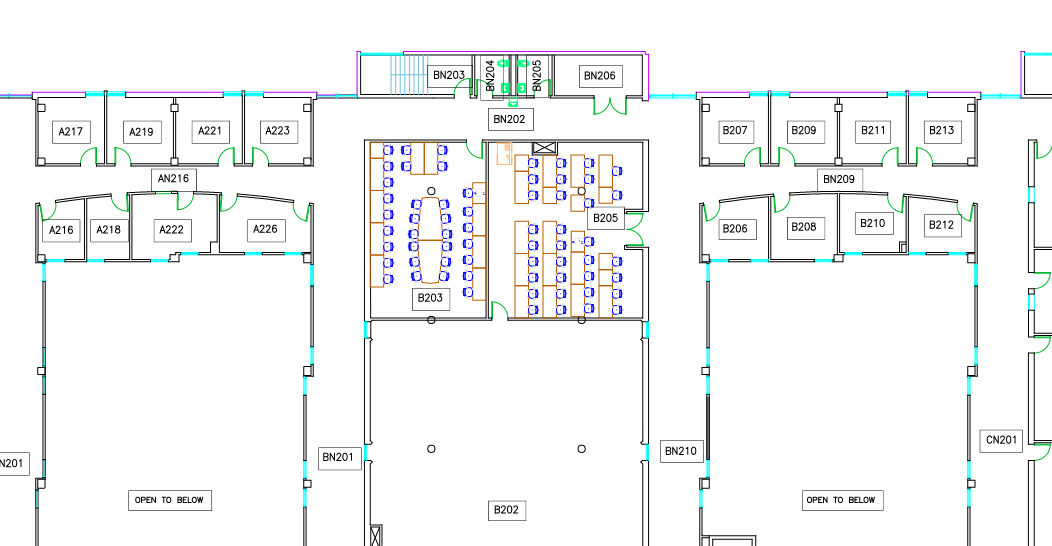 BN203
BN204
BN205
BN206
BN202
A217
A219
A221
A223
B207
B209
B211
B213
AN216
BN209
A216
A218
A222
A226
B205
B206
B208
B210
B212
B203
BN201
BN210
CN201
N201
OPEN TO BELOW
OPEN TO BELOW
B202